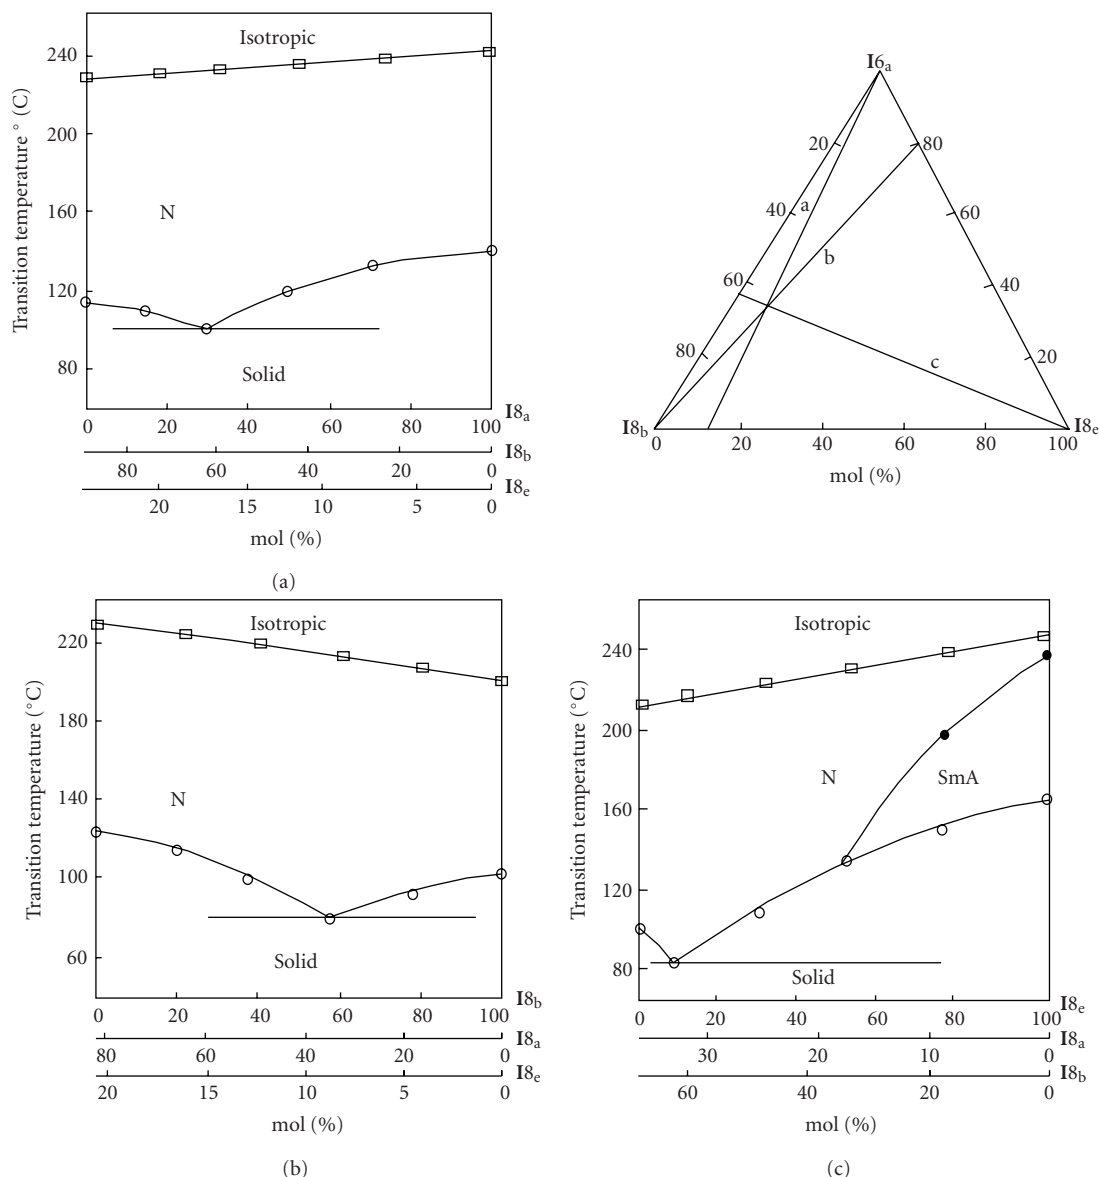 Isotropic
240
200
160
120
80
Transition temperature ° (C)
N
Solid
0 20 40 60 80 100 I8a
80 60 40 20 0 I8b
20 15 10 5 0 I8e
mol (%)
(a)
I6a
20 80
40 a 60
60 b 40
80 c 20
I8b I8e
0 20 40 60 80 100
mol (%)
Isotropic
220
180
140
100
60
Transition temperature (°C)
N
Solid
0 20 40 60 80 100 I8b
80 60 40 20 0 I8a
20 15 10 5 0 I8e
mol (%)
(b)
Isotropic
240
200
160
120
80
Transition temperature (°C)
N SmA
Solid
0 20 40 60 80 100 I8e
30 20 10 0 I8a
60 40 20 0 I8b
mol (%)
(c)